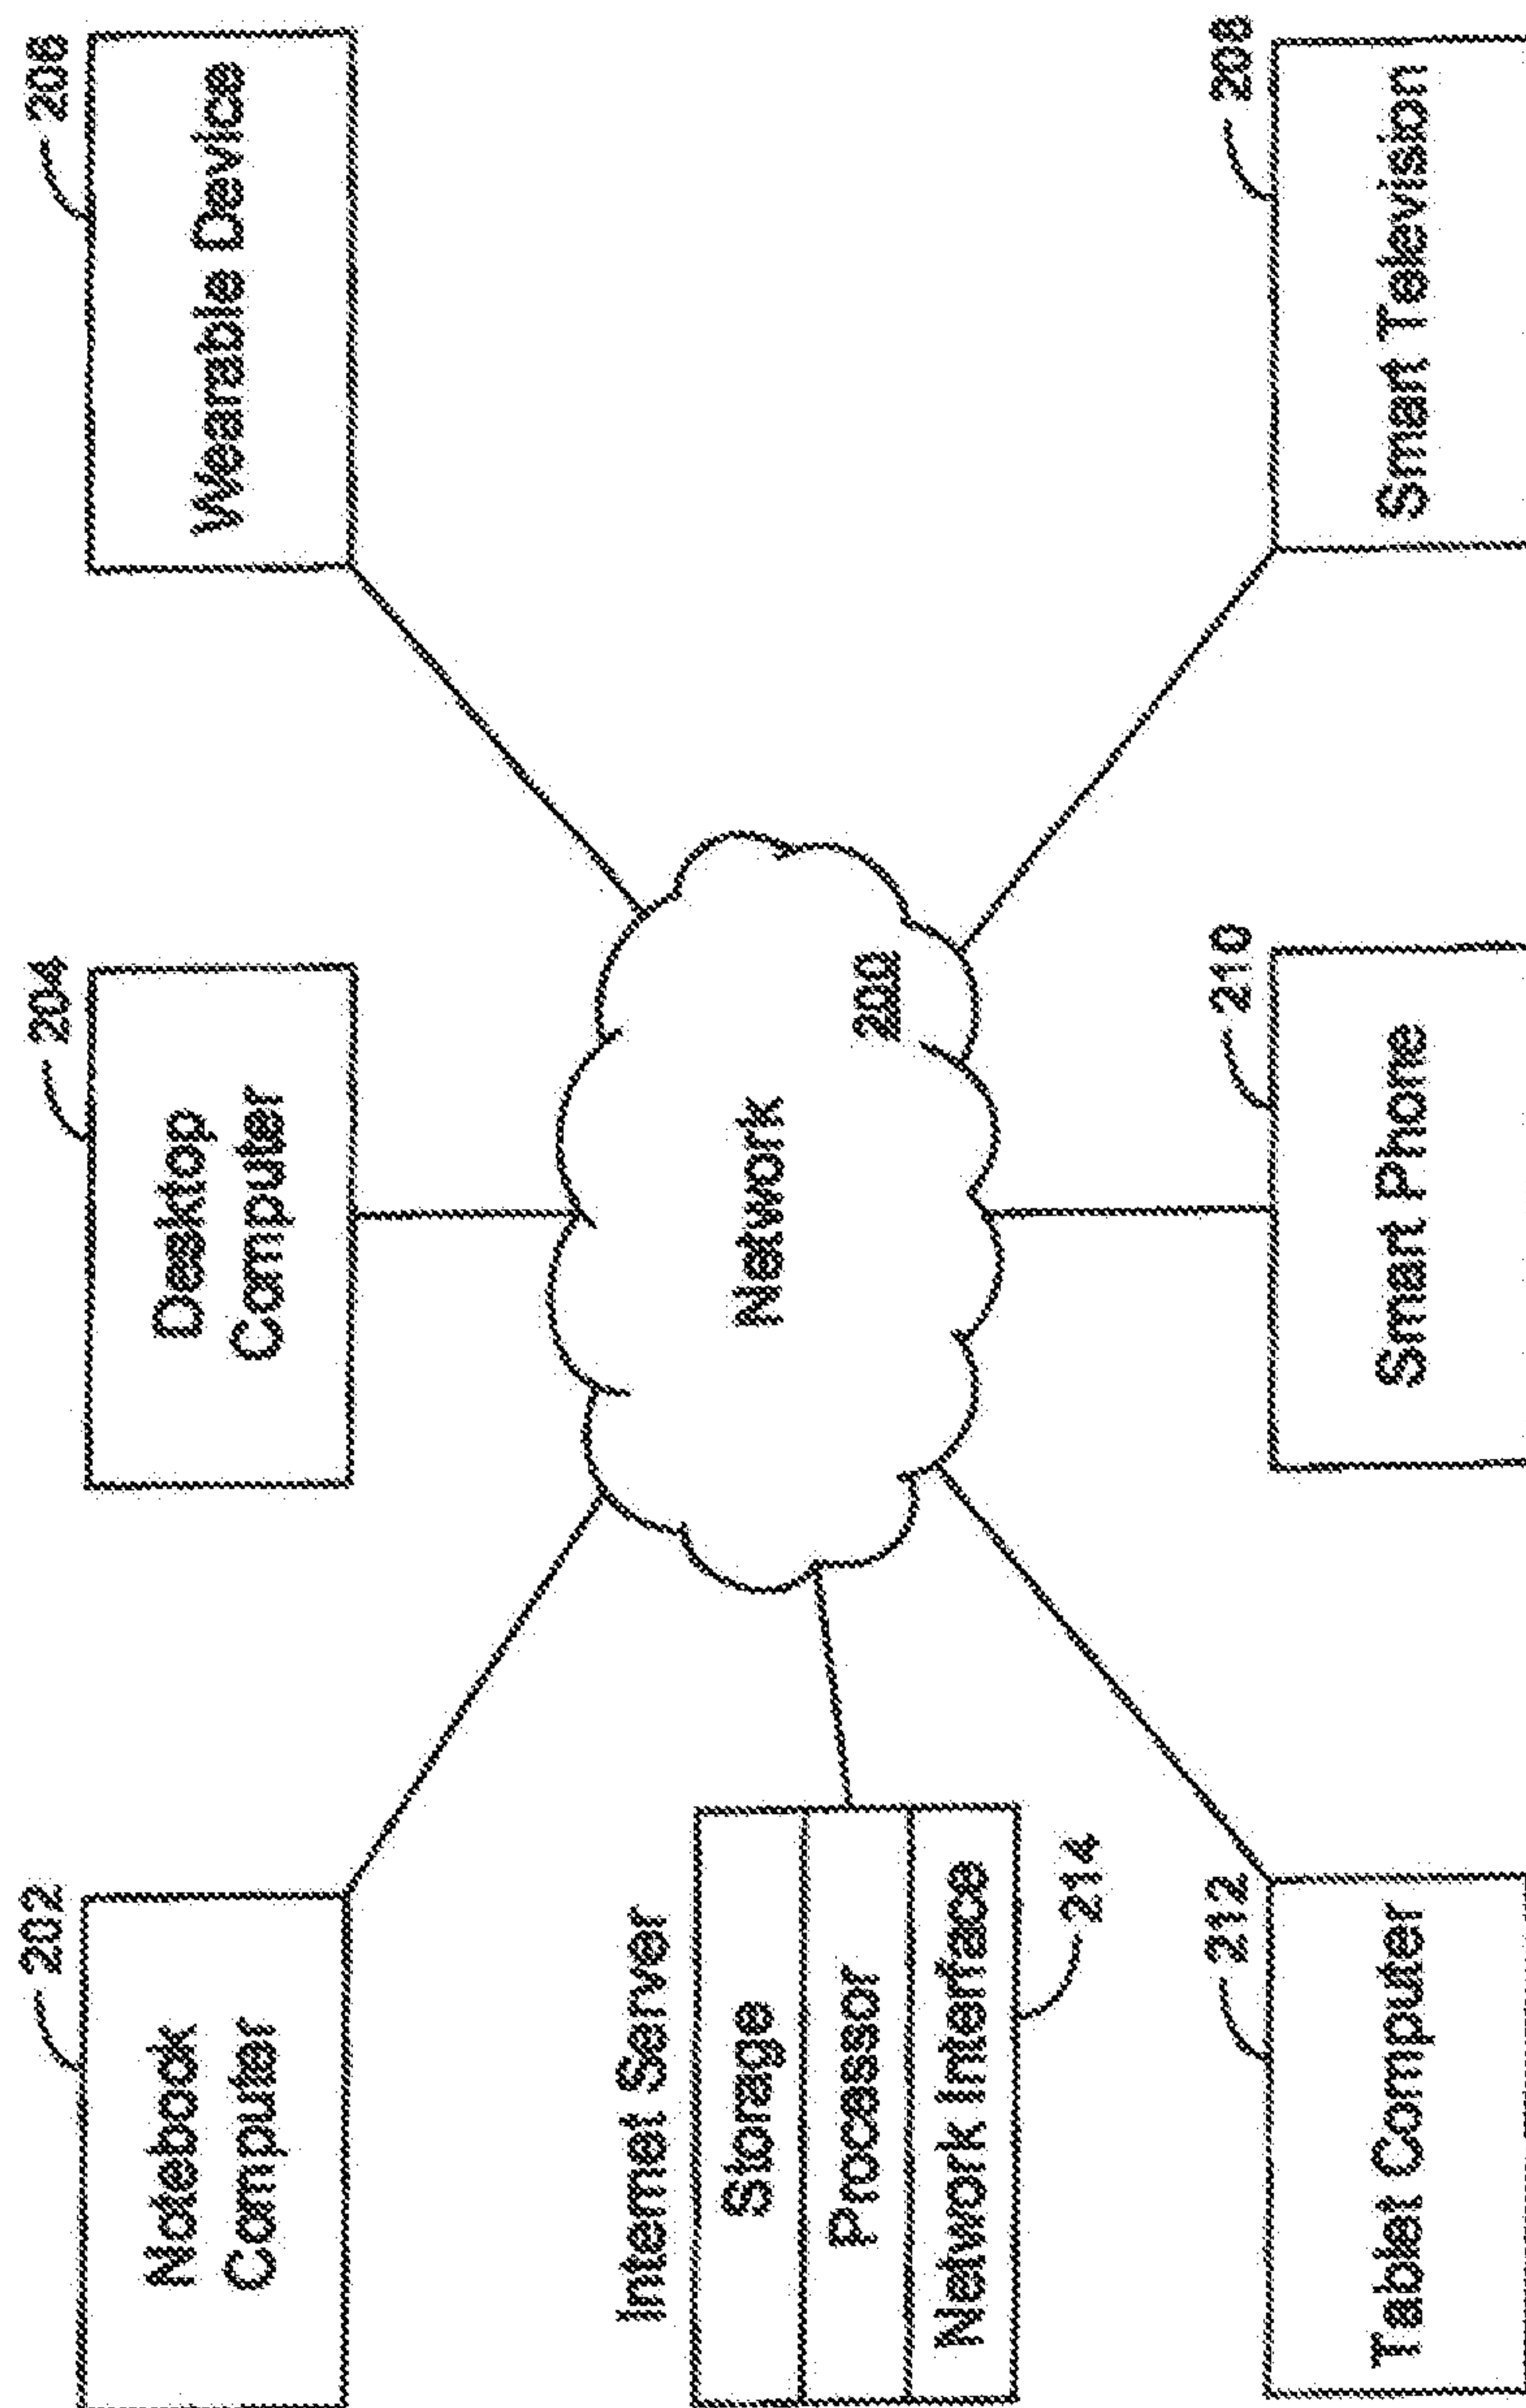 202
204
206
Notebook
Computer
Desktop
Computer
Wearable Device
Internet Server
Storage
Processor
Network Interface
214
Network
200
212
210
208
Tablet Computer
Smart Phone
Smart Television